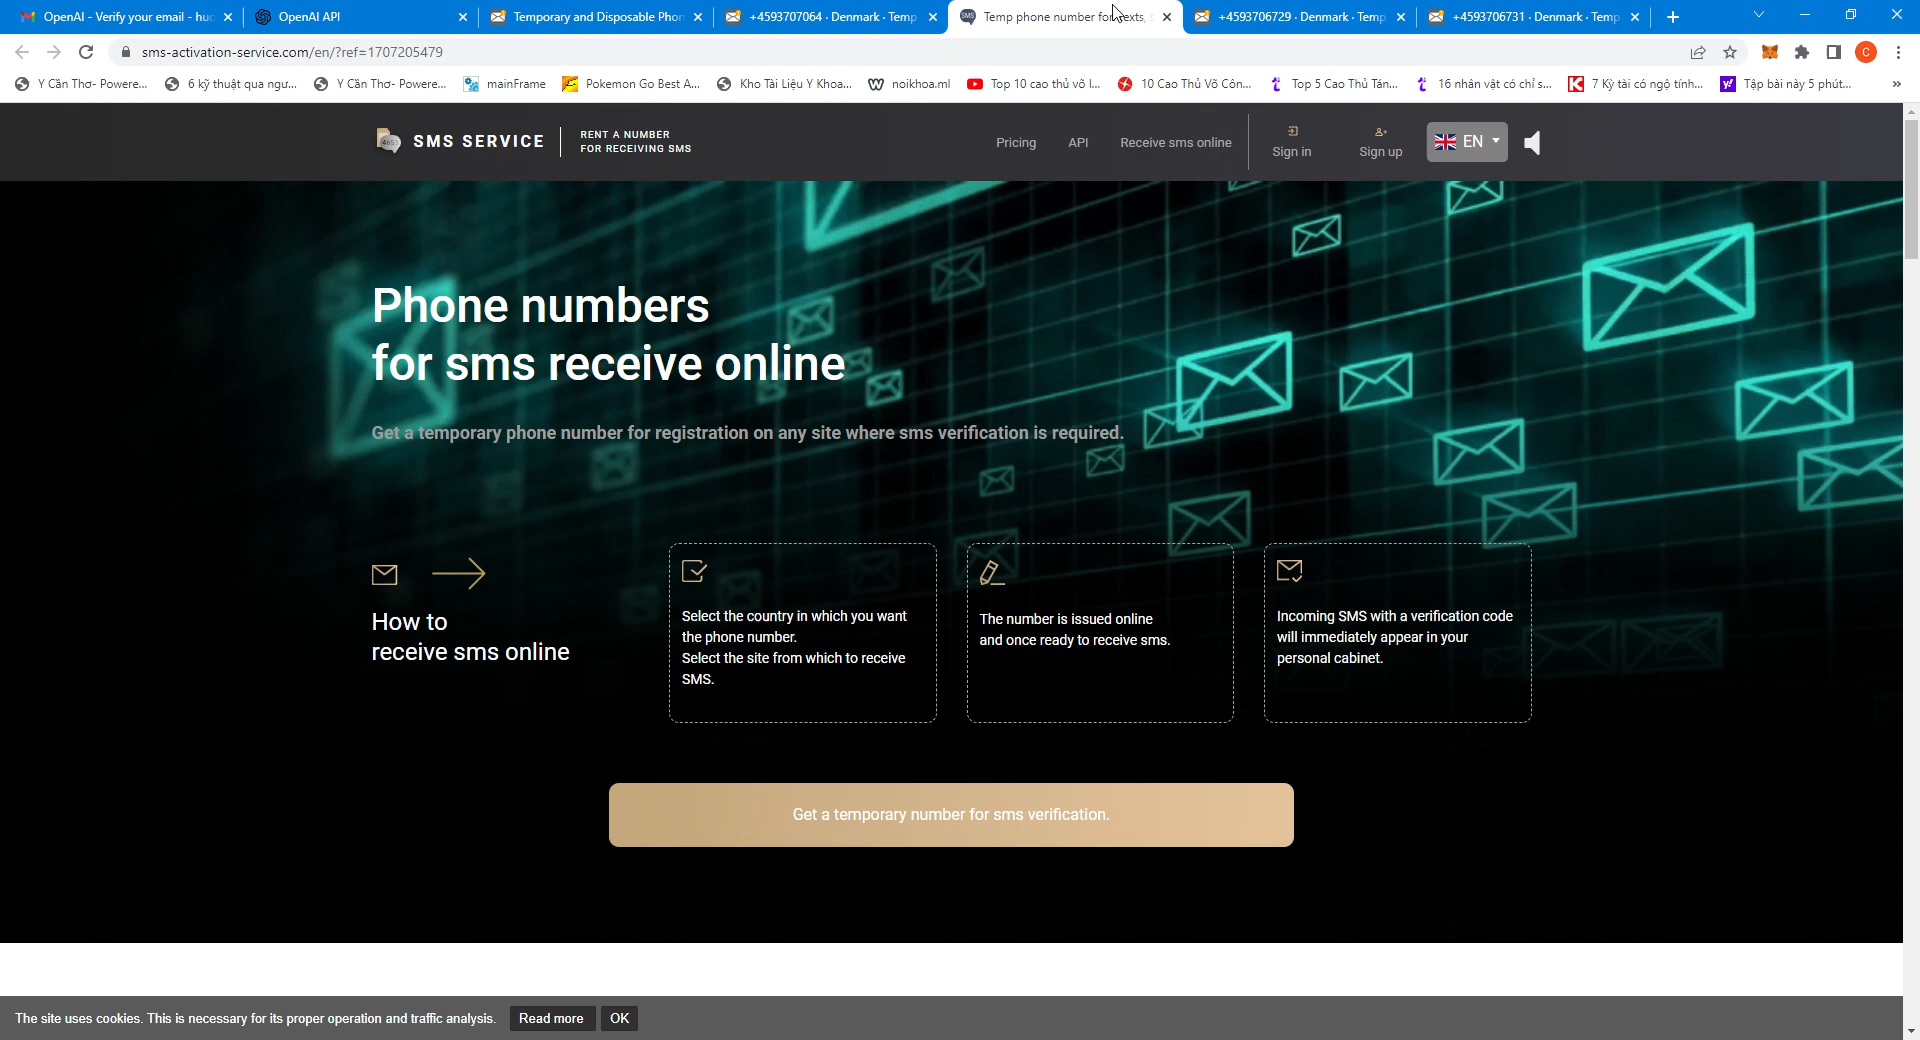 OpenAI - Verify your email - huc
OpenAI API
Temporary and Disposable Phon
+4593707064 · Denmark · Temp
Temp phone number for texts, s
+4593706729 · Denmark · Temp
+4593706731 · Denmark · Temp
sms-activation-service.com/en/?ref=1707205479
C
Y Cần Thơ- Powere...
6 kỹ thuật qua ngư...
Y Cần Thơ- Powere...
mainFrame
Pokemon Go Best A...
Kho Tài Liệu Y Khoa...
noikhoa.ml
Top 10 cao thủ võ l...
10 Cao Thủ Võ Côn...
Top 5 Cao Thủ Tán...
16 nhân vật có chỉ s...
7 Kỳ tài có ngộ tính...
Tập bài này 5 phút...
»
SMS SERVICE
RENT A NUMBER
FOR RECEIVING SMS
Pricing
API
Receive sms online
Sign in
Sign up
EN
Phone numbers
for sms receive online
Get a temporary phone number for registration on any site where sms verification is required.
How to
receive sms online
Select the country in which you want
the phone number.
Select the site from which to receive
SMS.
The number is issued online
and once ready to receive sms.
Incoming SMS with a verification code
will immediately appear in your
personal cabinet.
Get a temporary number for sms verification.
The site uses cookies. This is necessary for its proper operation and traffic analysis.
Read more
OK